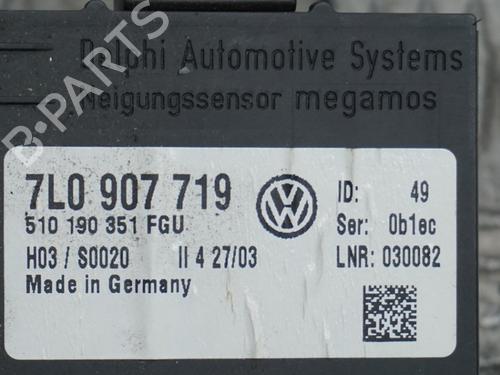 Delphi Automotive Systems
Neigungssensor megamos
7L0 907 719
ID: 49
510 190 351 FGU
Ser: 0b1ec
H03 / S0020 II 4 27/03
LNR: 030082
Made in Germany
B-PARTS